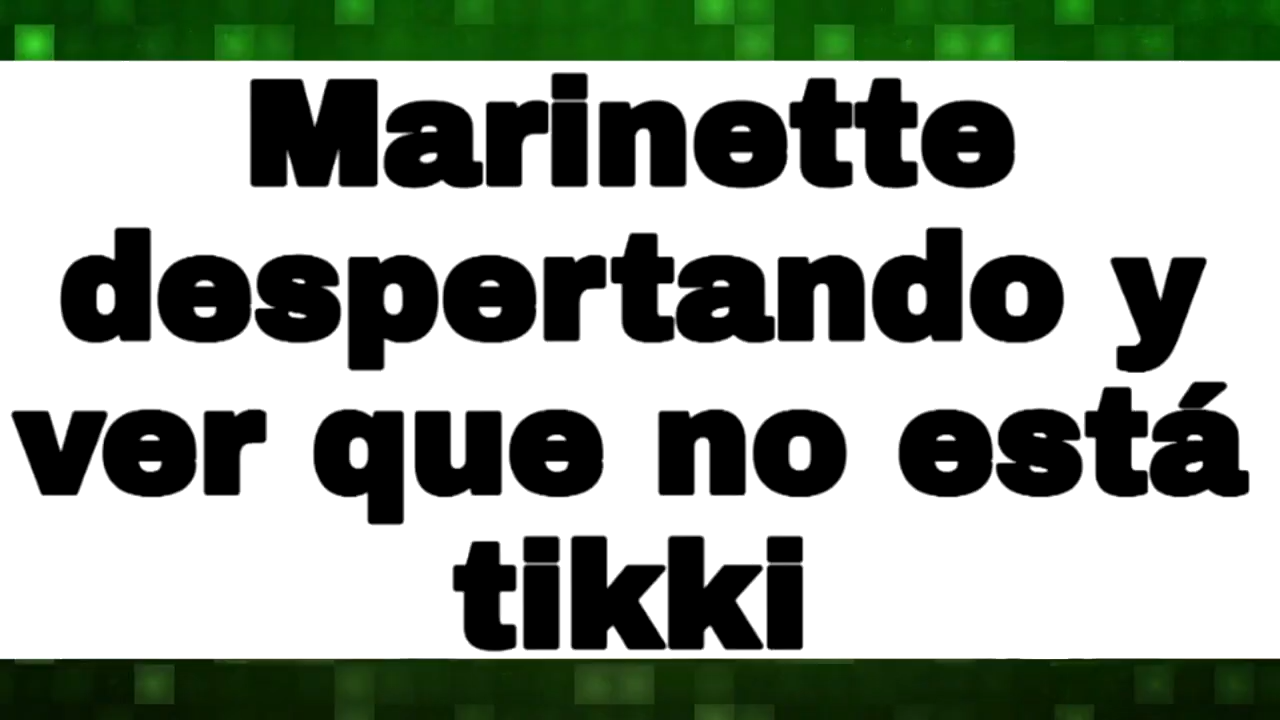 Marinette
despertando y
ver que no está
tikki